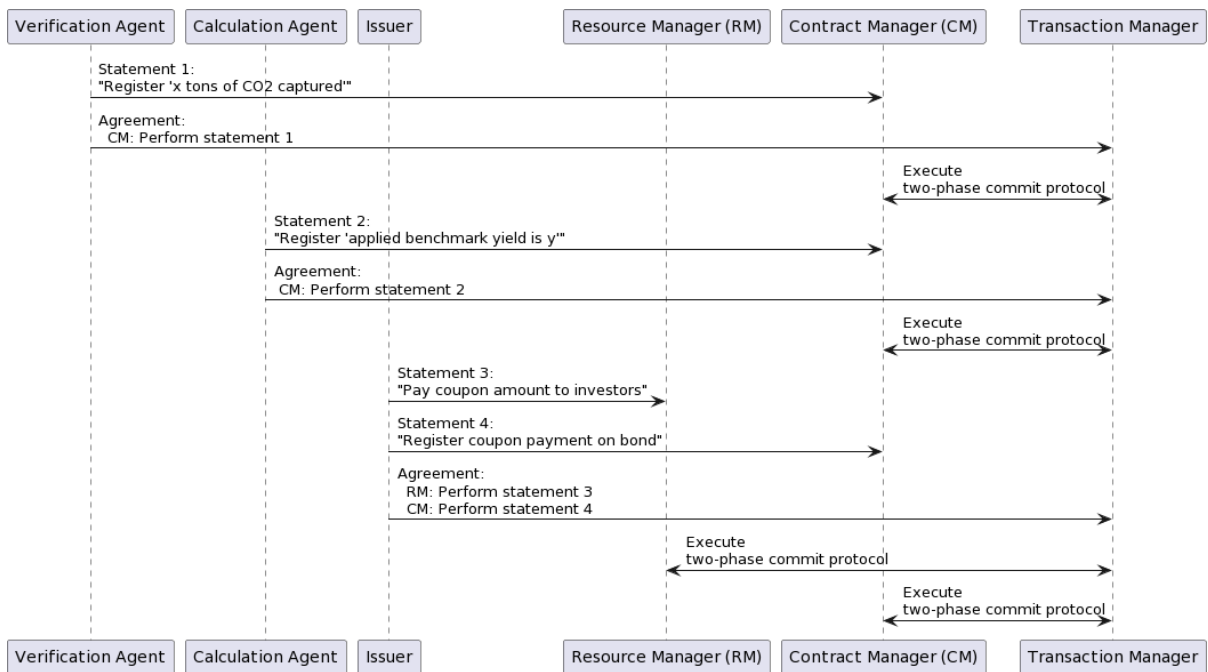 Verification Agent
Calculation Agent
Issuer
Resource Manager (RM)
Contract Manager (CM)
Transaction Manager
Statement 1:
"Register 'x tons of CO2 captured'"
Agreement:
CM: Perform statement 1
Execute
two-phase commit protocol
Statement 2:
"Register 'applied benchmark yield is y'"
Agreement:
CM: Perform statement 2
Execute
two-phase commit protocol
Statement 3:
"Pay coupon amount to investors"
Statement 4:
"Register coupon payment on bond"
Agreement:
RM: Perform statement 3
CM: Perform statement 4
Execute
two-phase commit protocol
Execute
two-phase commit protocol
Verification Agent
Calculation Agent
Issuer
Resource Manager (RM)
Contract Manager (CM)
Transaction Manager